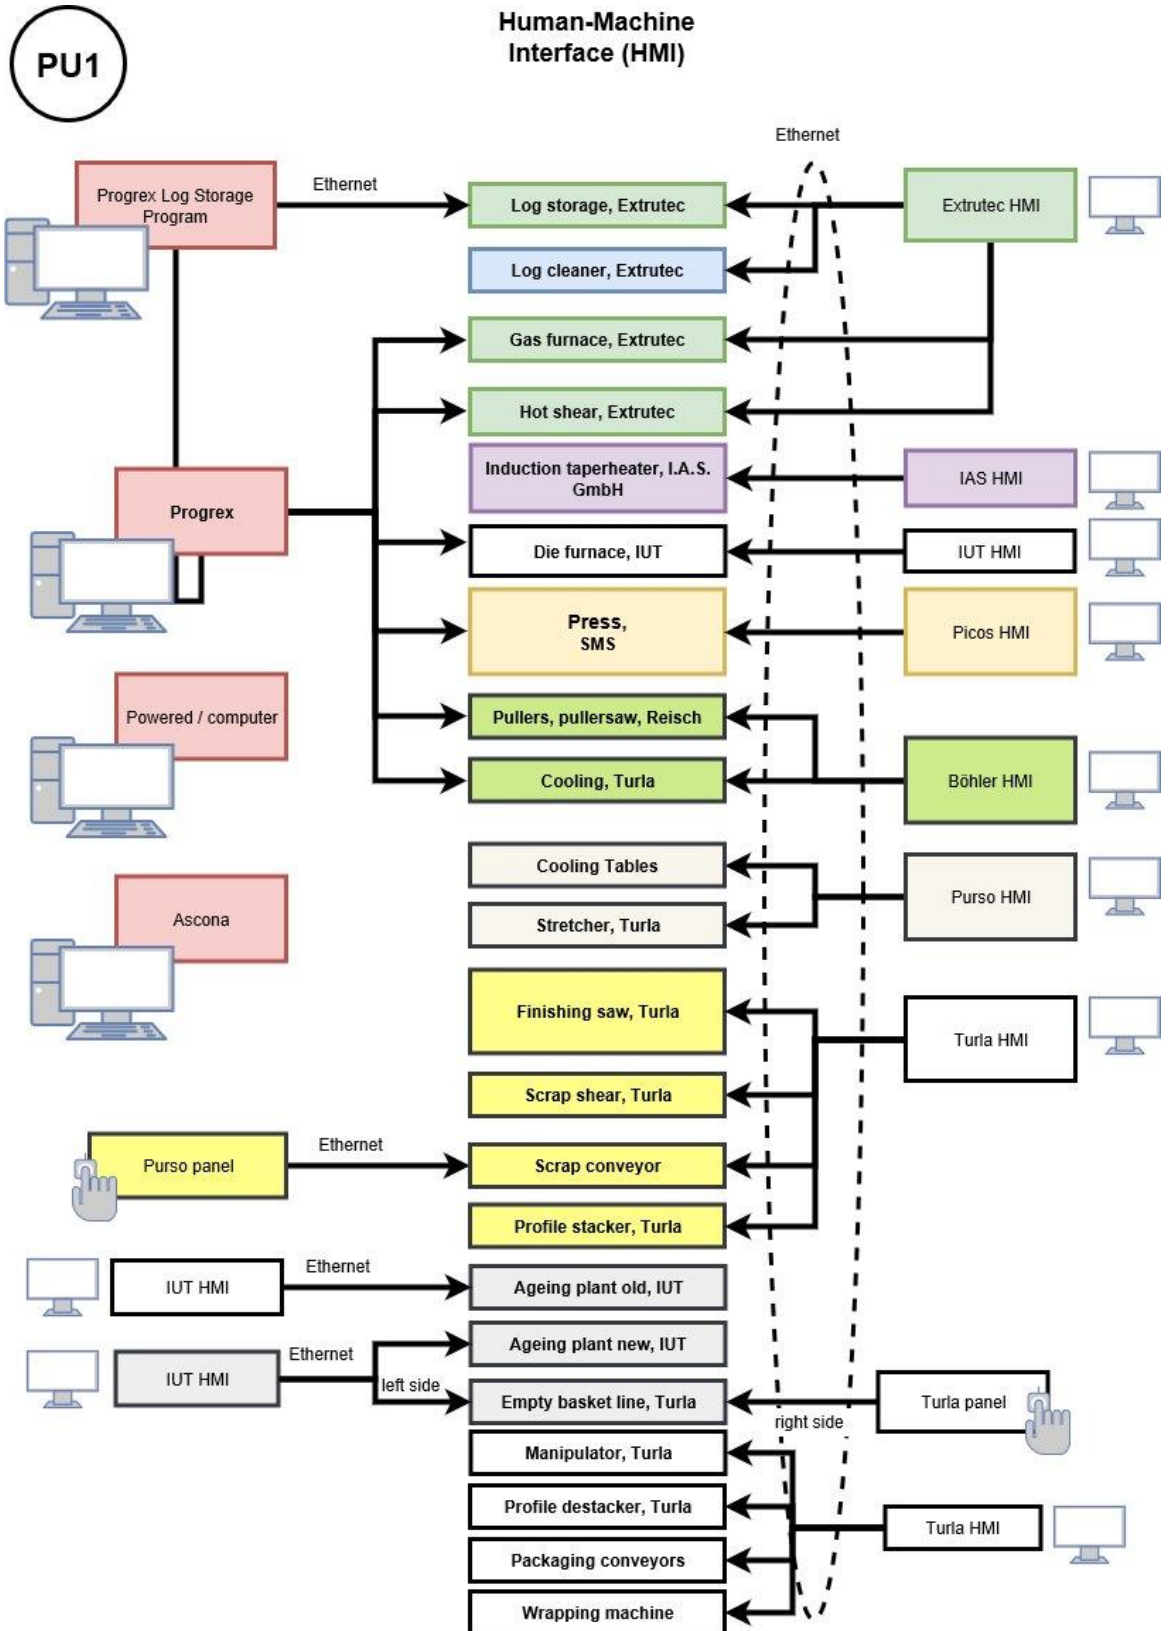 PU1
Human-Machine
Interface (HMI)
Ethernet
Progrex Log Storage
Program
Ethernet
Log storage, Extrutec
Extrutec HMI
Log cleaner, Extrutec
Gas furnace, Extrutec
Hot shear, Extrutec
Induction taperheater, I.A.S.
GmbH
IAS HMI
Progrex
Die furnace, IUT
IUT HMI
Press,
SMS
Picos HMI
Powered / computer
Pullers, pullersaw, Reisch
Cooling, Turla
Böhler HMI
Cooling Tables
Purso HMI
Ascona
Stretcher, Turla
Finishing saw, Turla
Turla HMI
Scrap shear, Turla
Purso panel
Ethernet
Scrap conveyor
Profile stacker, Turla
IUT HMI
Ethernet
Ageing plant old, IUT
Ageing plant new, IUT
IUT HMI
Ethernet
left side
Empty basket line, Turla
Turla panel
right side
Manipulator, Turla
Profile destacker, Turla
Turla HMI
Packaging conveyors
Wrapping machine